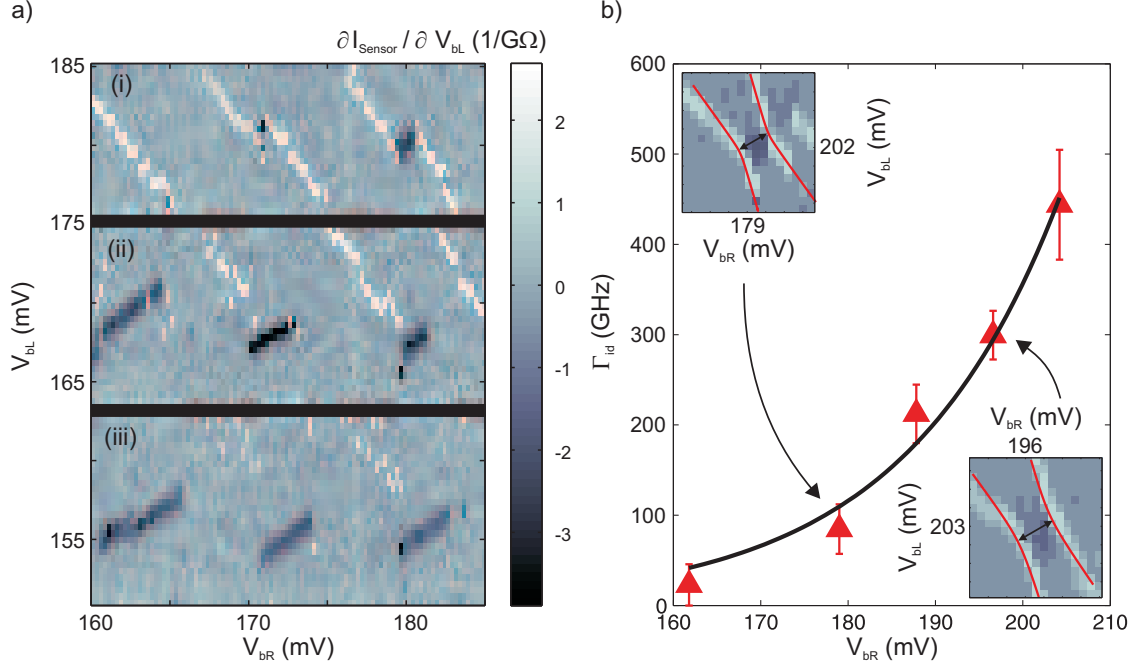 a)
∂ I_Sensor / ∂ V_bL (1/GΩ)
(i)
(ii)
(iii)
185
175
165
155
V_bL (mV)
160
170
180
V_bR (mV)
2
1
0
-1
-2
-3
b)
600
500
400
300
200
100
0
Γ_id (GHz)
160
170
180
190
200
210
V_bR (mV)
202
V_bL (mV)
179
V_bR (mV)
V_bR (mV)
196
203
V_bL (mV)